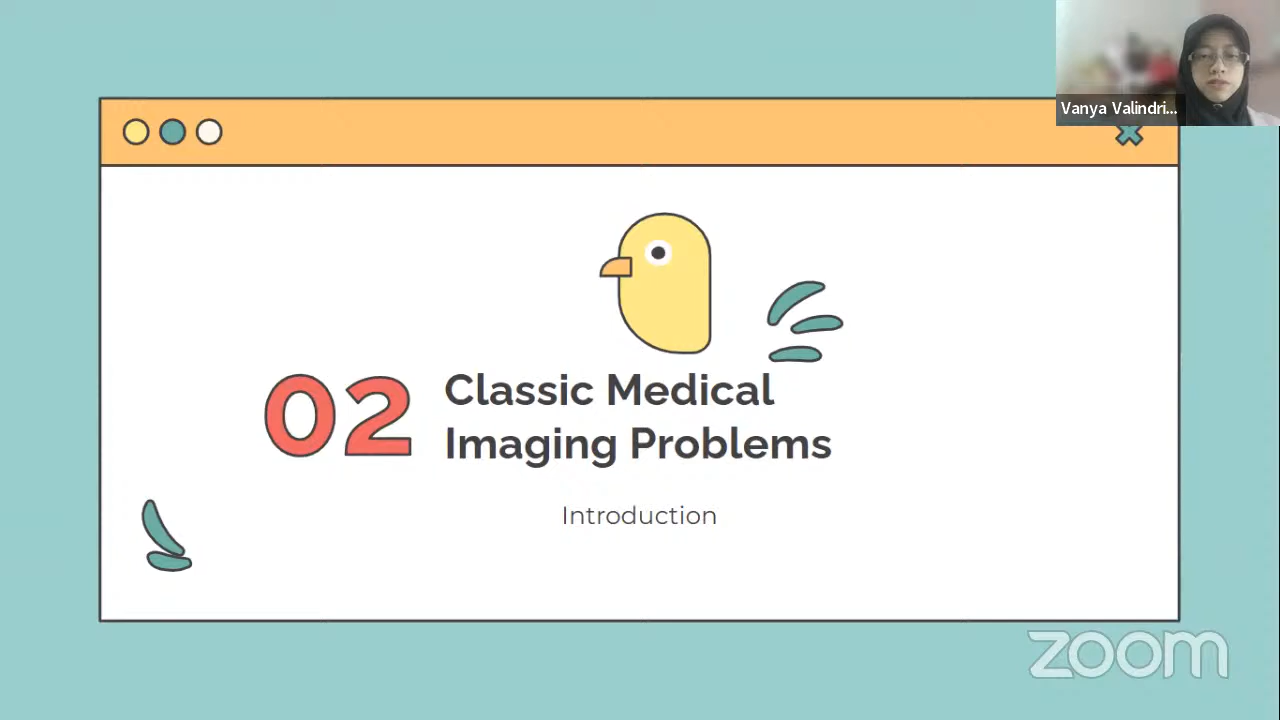 Vanya Valindri...
02
Classic Medical
Imaging Problems
Introduction
zoom